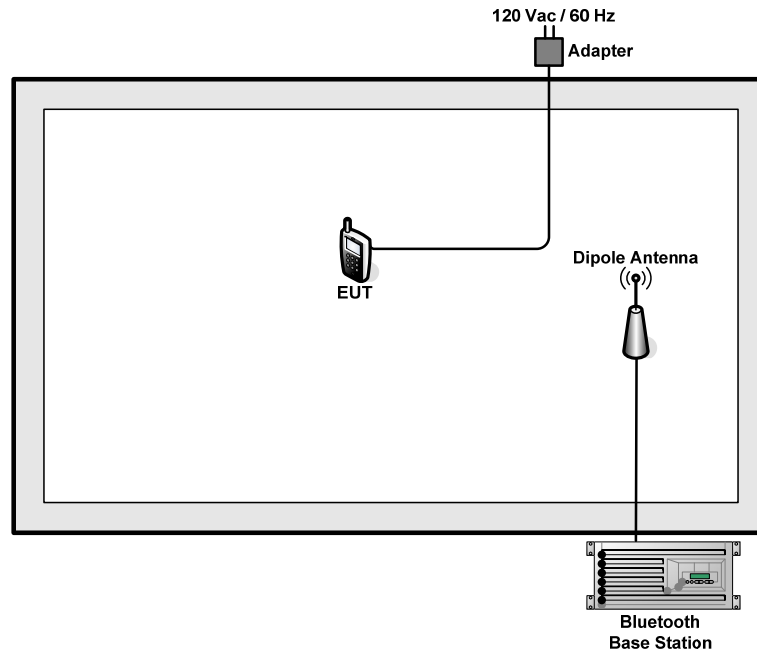 120 Vac / 60 Hz
Adapter
Dipole Antenna
EUT
Bluetooth
Base Station